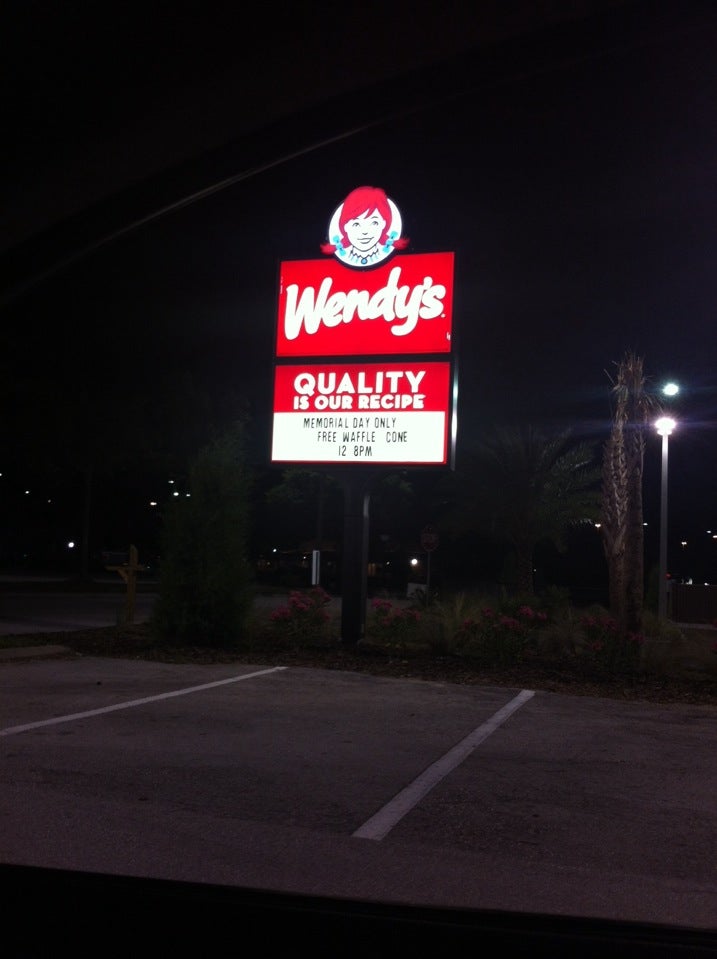 Wendy's
QUALITY
IS OUR RECIPE
MEMORIAL DAY ONLY
FREE WAFFLE CONE
12 8PM